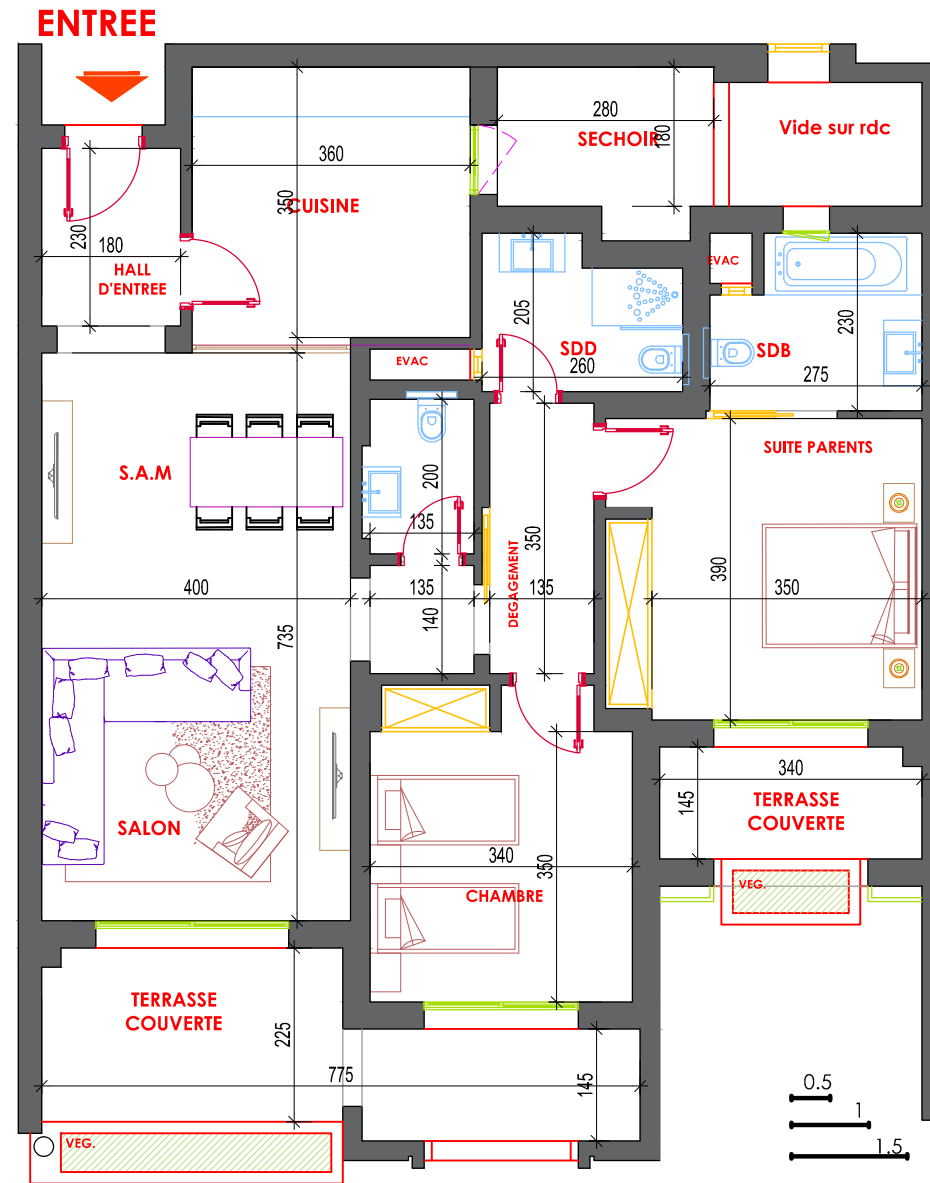 ENTREE
280
SECHOIR
180
Vide sur rdc
360
350
CUISINE
230
180
HALL
D'ENTREE
EVAC
205
230
EVAC
SDD
260
SDB
275
S.A.M
200
135
SUITE PARENTS
350
DEGAGEMENT
390
400
135
140
135
350
735
340
145
TERRASSE
COUVERTE
SALON
340
350
CHAMBRE
VEG.
TERRASSE
COUVERTE
225
775
145
0.5
1
1.5
VEG.